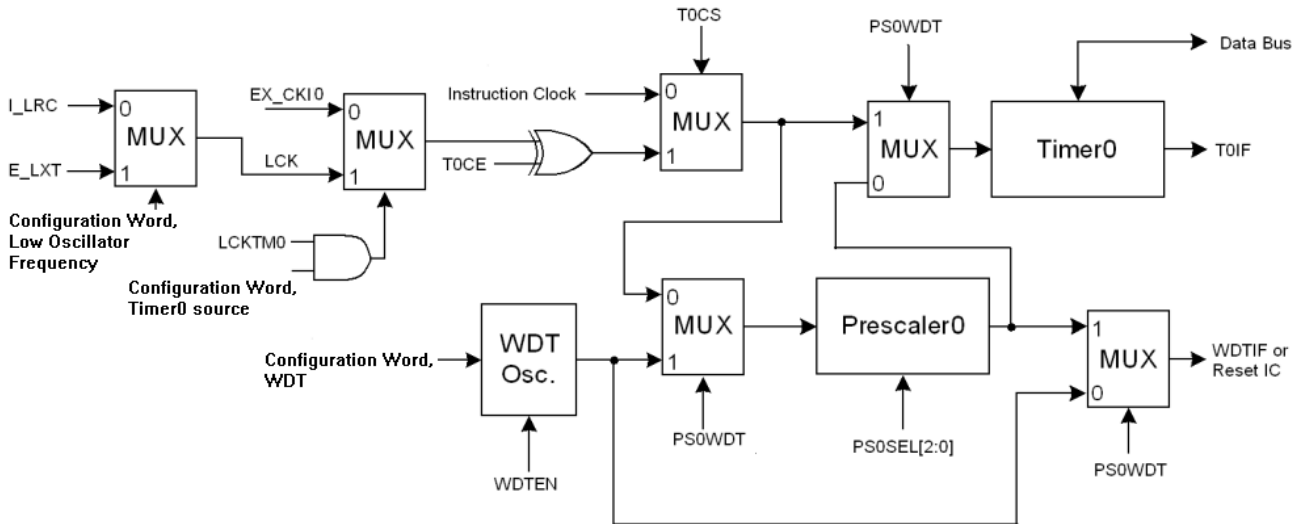 T0CS
PS0WDT
Data Bus
I_LRC
0
MUX
E_LXT
1
EX_CKI0
0
MUX
LCK
1
Instruction Clock
0
MUX
1
T0CE
1
MUX
0
Timer0
T0IF
Configuration Word,
Low Oscillator
Frequency
LCKTM0
Configuration Word,
Timer0 source
Configuration Word,
WDT
WDT
Osc.
WDTEN
0
MUX
1
PS0WDT
Prescaler0
PS0SEL[2:0]
1
MUX
0
WDTIF or
Reset IC
PS0WDT